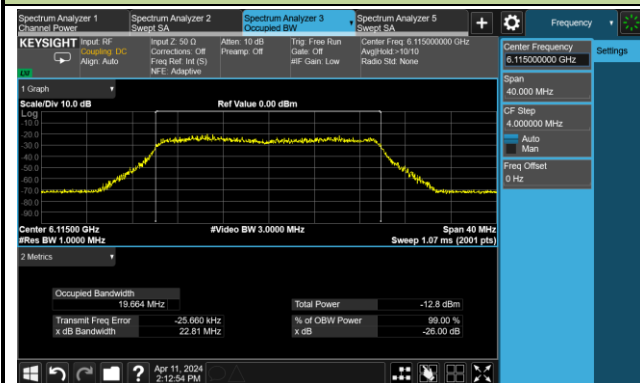 Spectrum Analyzer 1
Channel Power
Spectrum Analyzer 2
Swept SA
Spectrum Analyzer 3
Occupied BW
Spectrum Analyzer 5
Swept SA
Frequency
KEYSIGHT
Input: RF
Coupling: DC
Align: Auto
Input Z: 50 Ω
Corrections: Off
Freq Ref: Int (S)
NFE: Adaptive
Atten: 10 dB
Preamp: Off
Trig: Free Run
Gate: Off
#IF Gain: Low
Center Freq: 6.115000000 GHz
Avg|Hold:>10/10
Radio Std: None
LXI
Center Frequency
6.115000000 GHz
Settings
Span
40.000 MHz
CF Step
4.000000 MHz
Auto
Man
Freq Offset
0 Hz
1 Graph
Scale/Div 10.0 dB
Ref Value 0.00 dBm
Log
-10.0
-20.0
-30.0
-40.0
-50.0
-60.0
-70.0
-80.0
-90.0
Center 6.11500 GHz
#Video BW 3.0000 MHz
Span 40 MHz
#Res BW 1.0000 MHz
Sweep 1.07 ms (2001 pts)
2 Metrics
Occupied Bandwidth
19.664 MHz
Total Power
-12.8 dBm
Transmit Freq Error
-25.660 kHz
% of OBW Power
99.00 %
x dB Bandwidth
22.81 MHz
x dB
-26.00 dB
Apr 11, 2024
2:12:54 PM